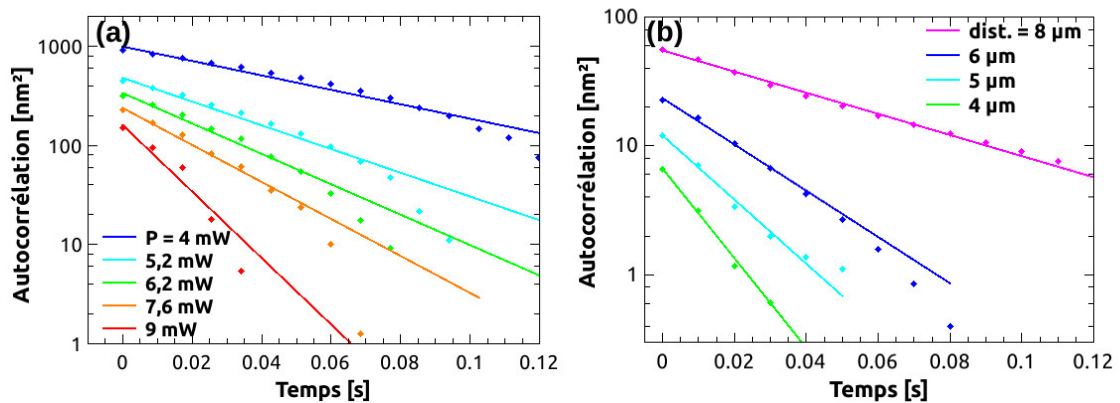 (a)
Autocorrélation [nm²]
1000
100
10
1
P = 4 mW
5,2 mW
6,2 mW
7,6 mW
9 mW
0 0.02 0.04 0.06 0.08 0.1 0.12
Temps [s]
(b)
Autocorrélation [nm²]
100
10
1
dist. = 8 µm
6 µm
5 µm
4 µm
0 0.02 0.04 0.06 0.08 0.1 0.12
Temps [s]